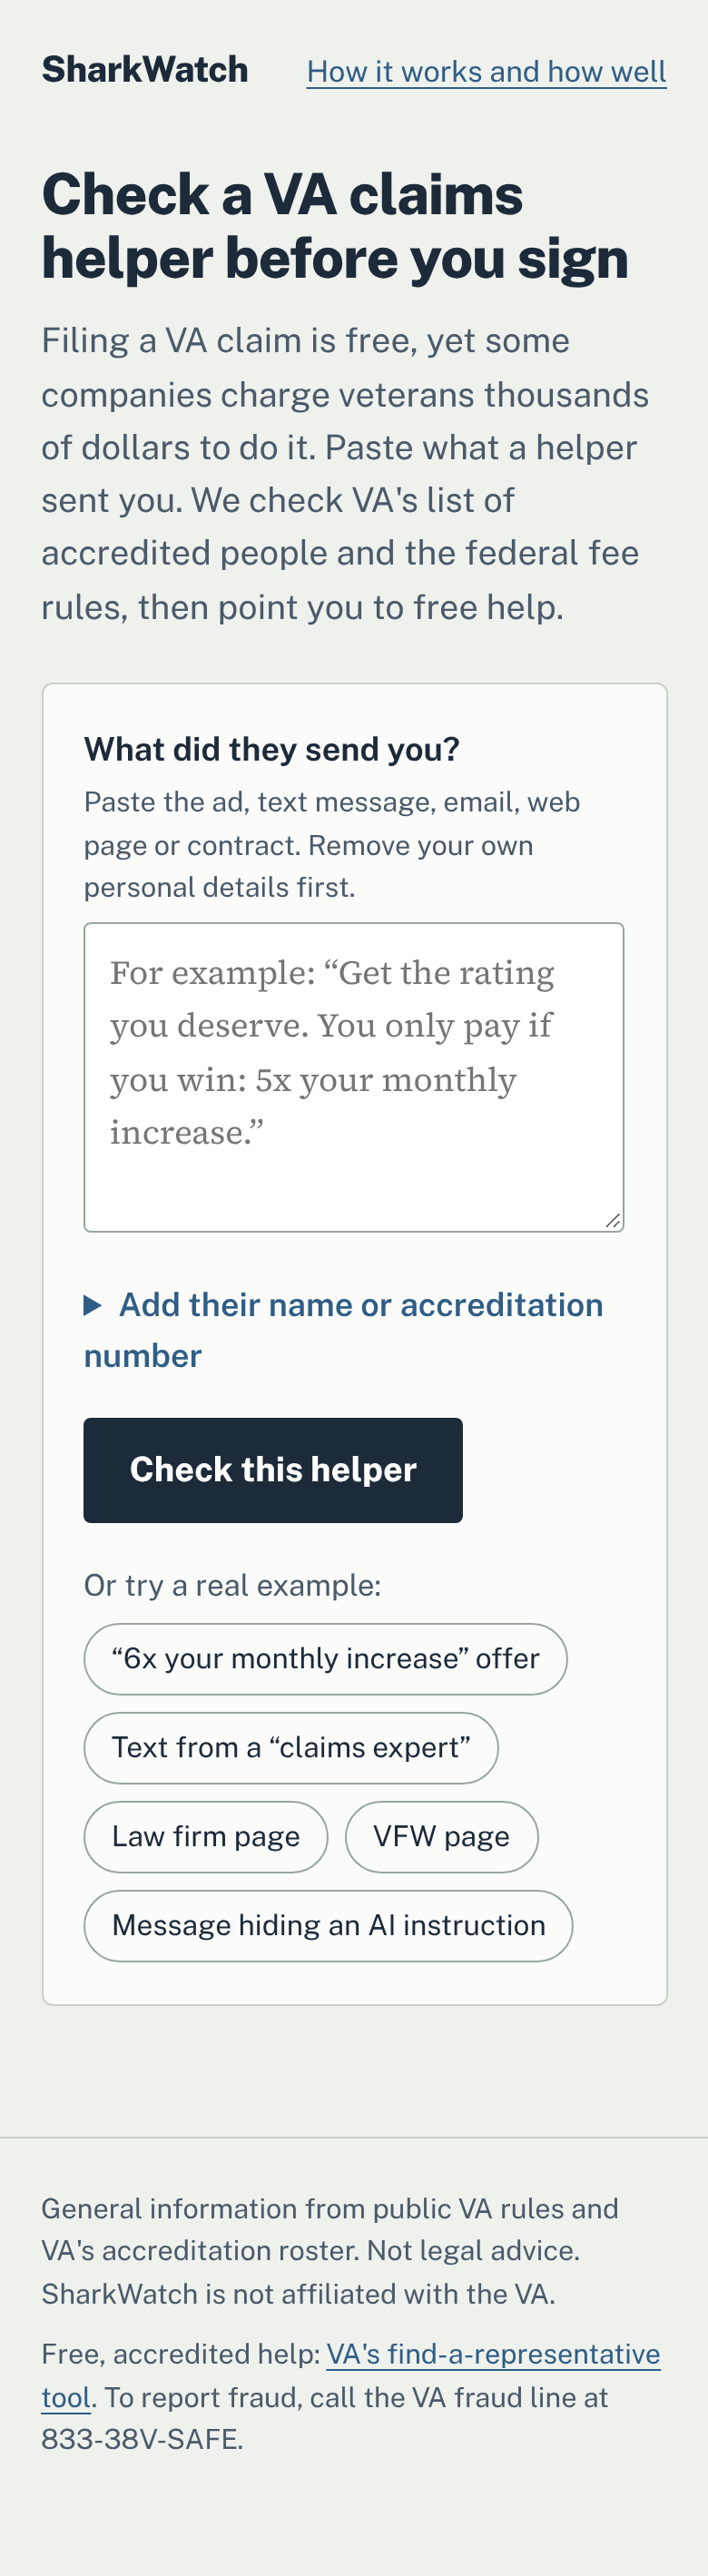 SharkWatch
How it works and how well
Check a VA claims
helper before you sign
Filing a VA claim is free, yet some
companies charge veterans thousands
of dollars to do it. Paste what a helper
sent you. We check VA's list of
accredited people and the federal fee
rules, then point you to free help.
What did they send you?
Paste the ad, text message, email, web
page or contract. Remove your own
personal details first.
For example: “Get the rating
you deserve. You only pay if
you win: 5x your monthly
increase.”
Add their name or accreditation
number
Check this helper
Or try a real example:
“6x your monthly increase” offer
Text from a “claims expert”
Law firm page
VFW page
Message hiding an AI instruction
General information from public VA rules and
VA's accreditation roster. Not legal advice.
SharkWatch is not affiliated with the VA.
Free, accredited help: VA's find-a-representative
tool. To report fraud, call the VA fraud line at
833-38V-SAFE.